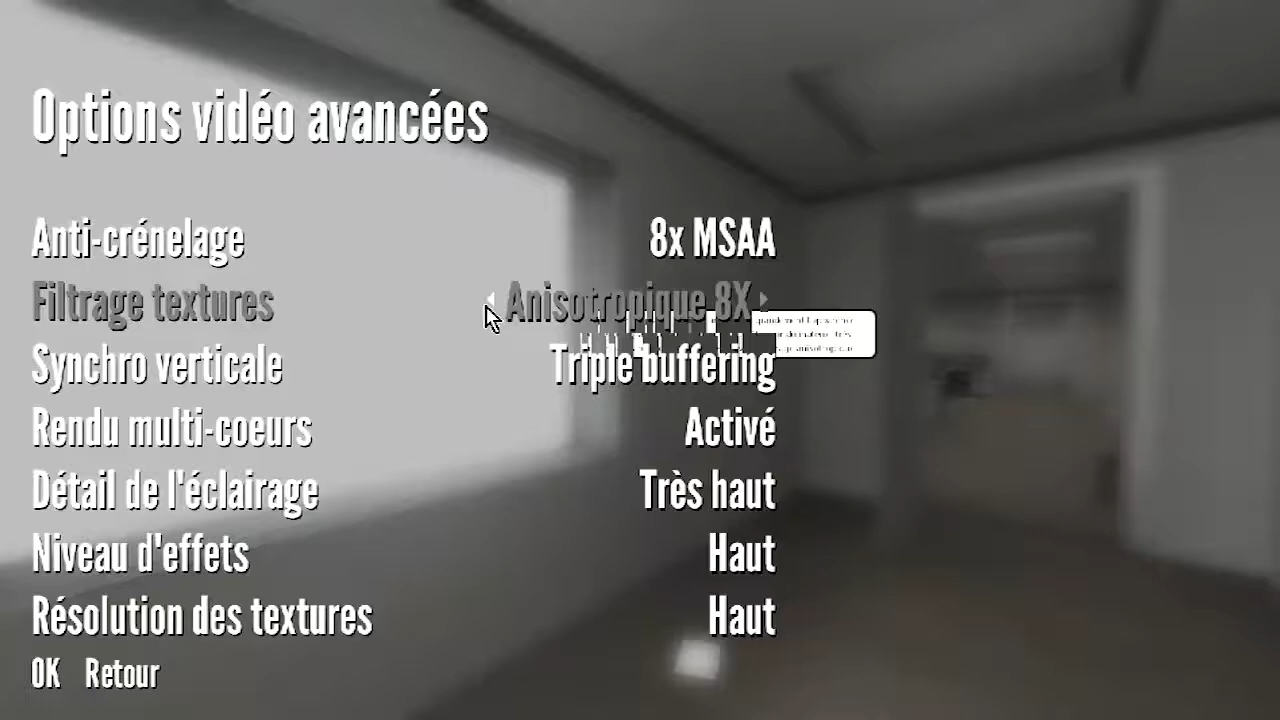 Options vidéo avancées
Anti-crénelage 8x MSAA
Filtrage textures Anisotropique 8X
Synchro verticale Triple buffering
Rendu multi-coeurs Activé
Détail de l'éclairage Très haut
Niveau d'effets Haut
Résolution des textures Haut
OK Retour